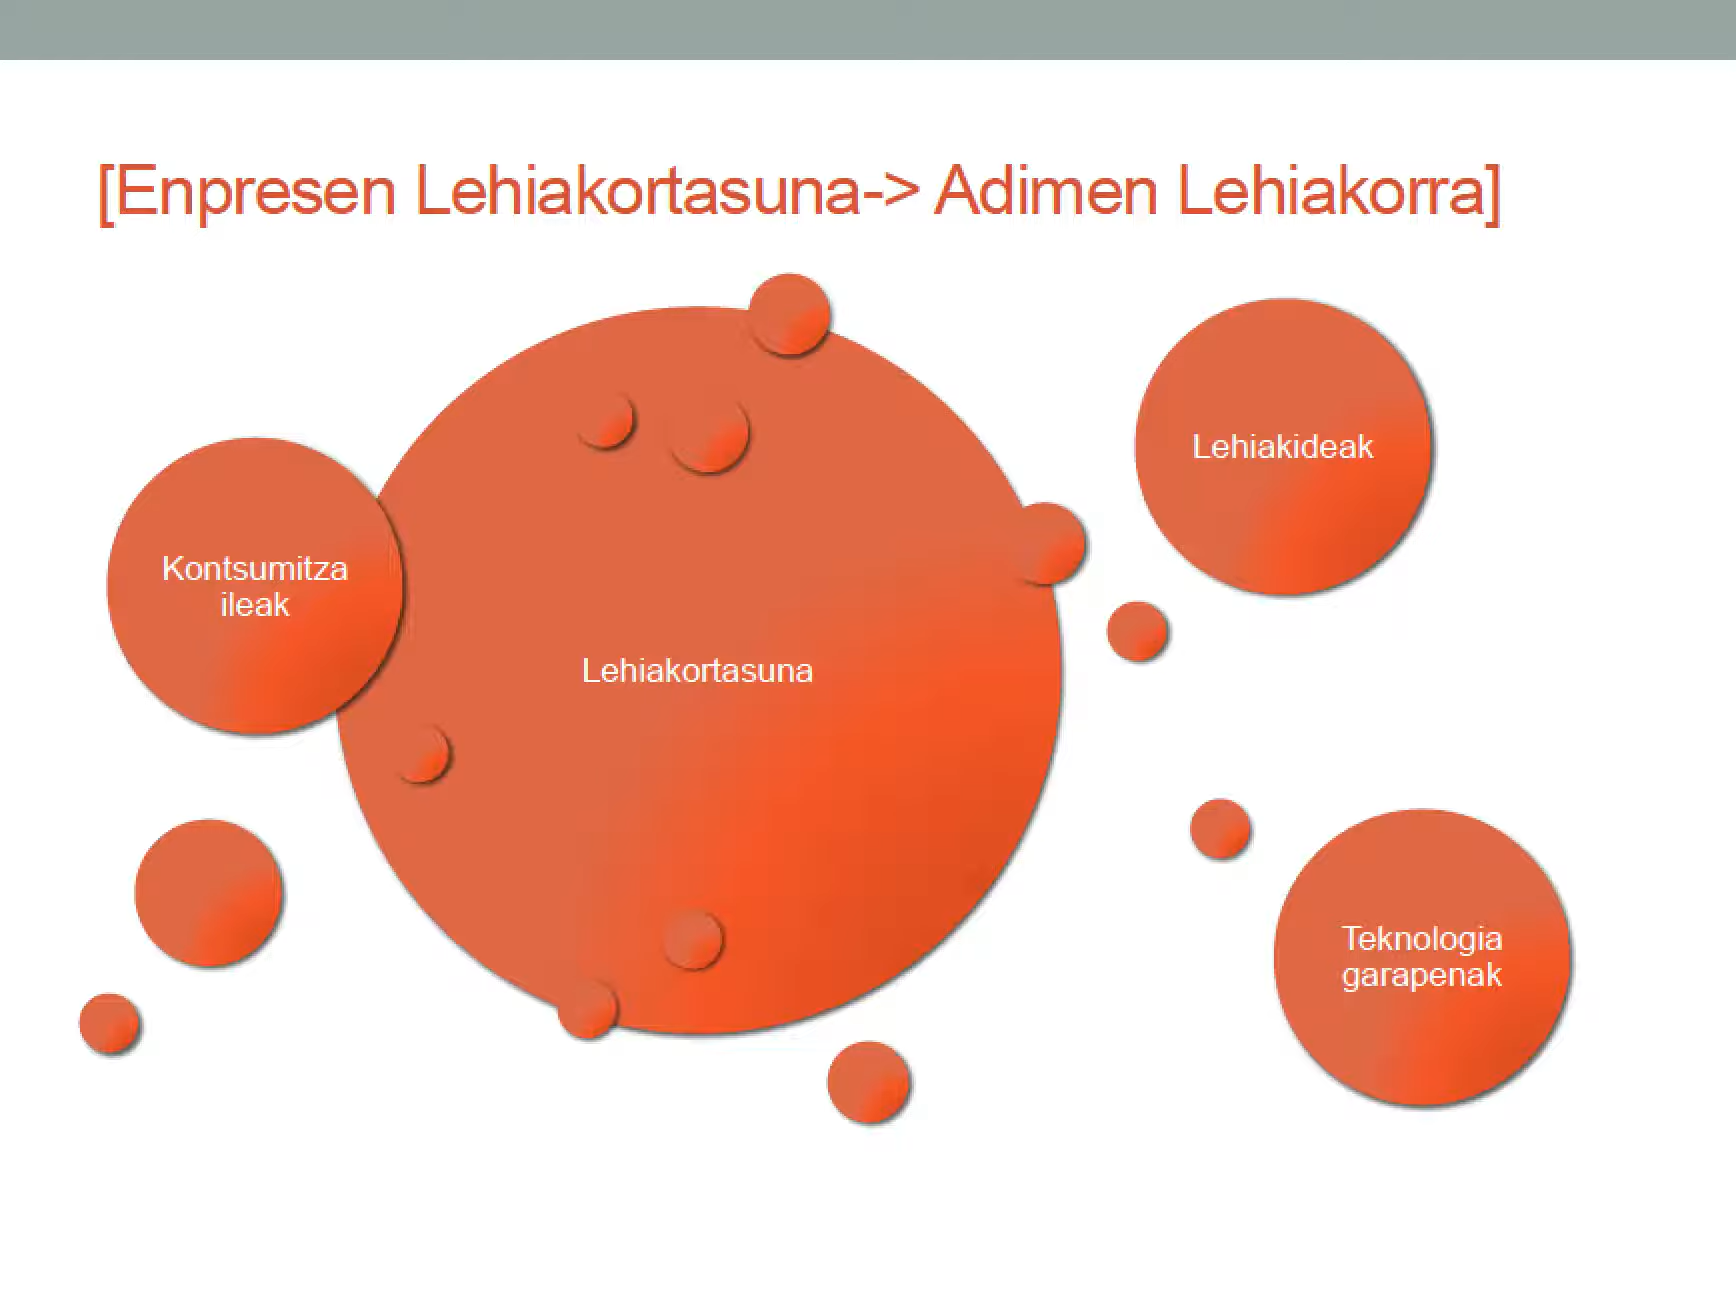 [Enpresen Lehiakortasuna-> Adimen Lehiakorra]
Lehiakideak
Kontsumitza
ileak
Lehiakortasuna
Teknologia
garapenak